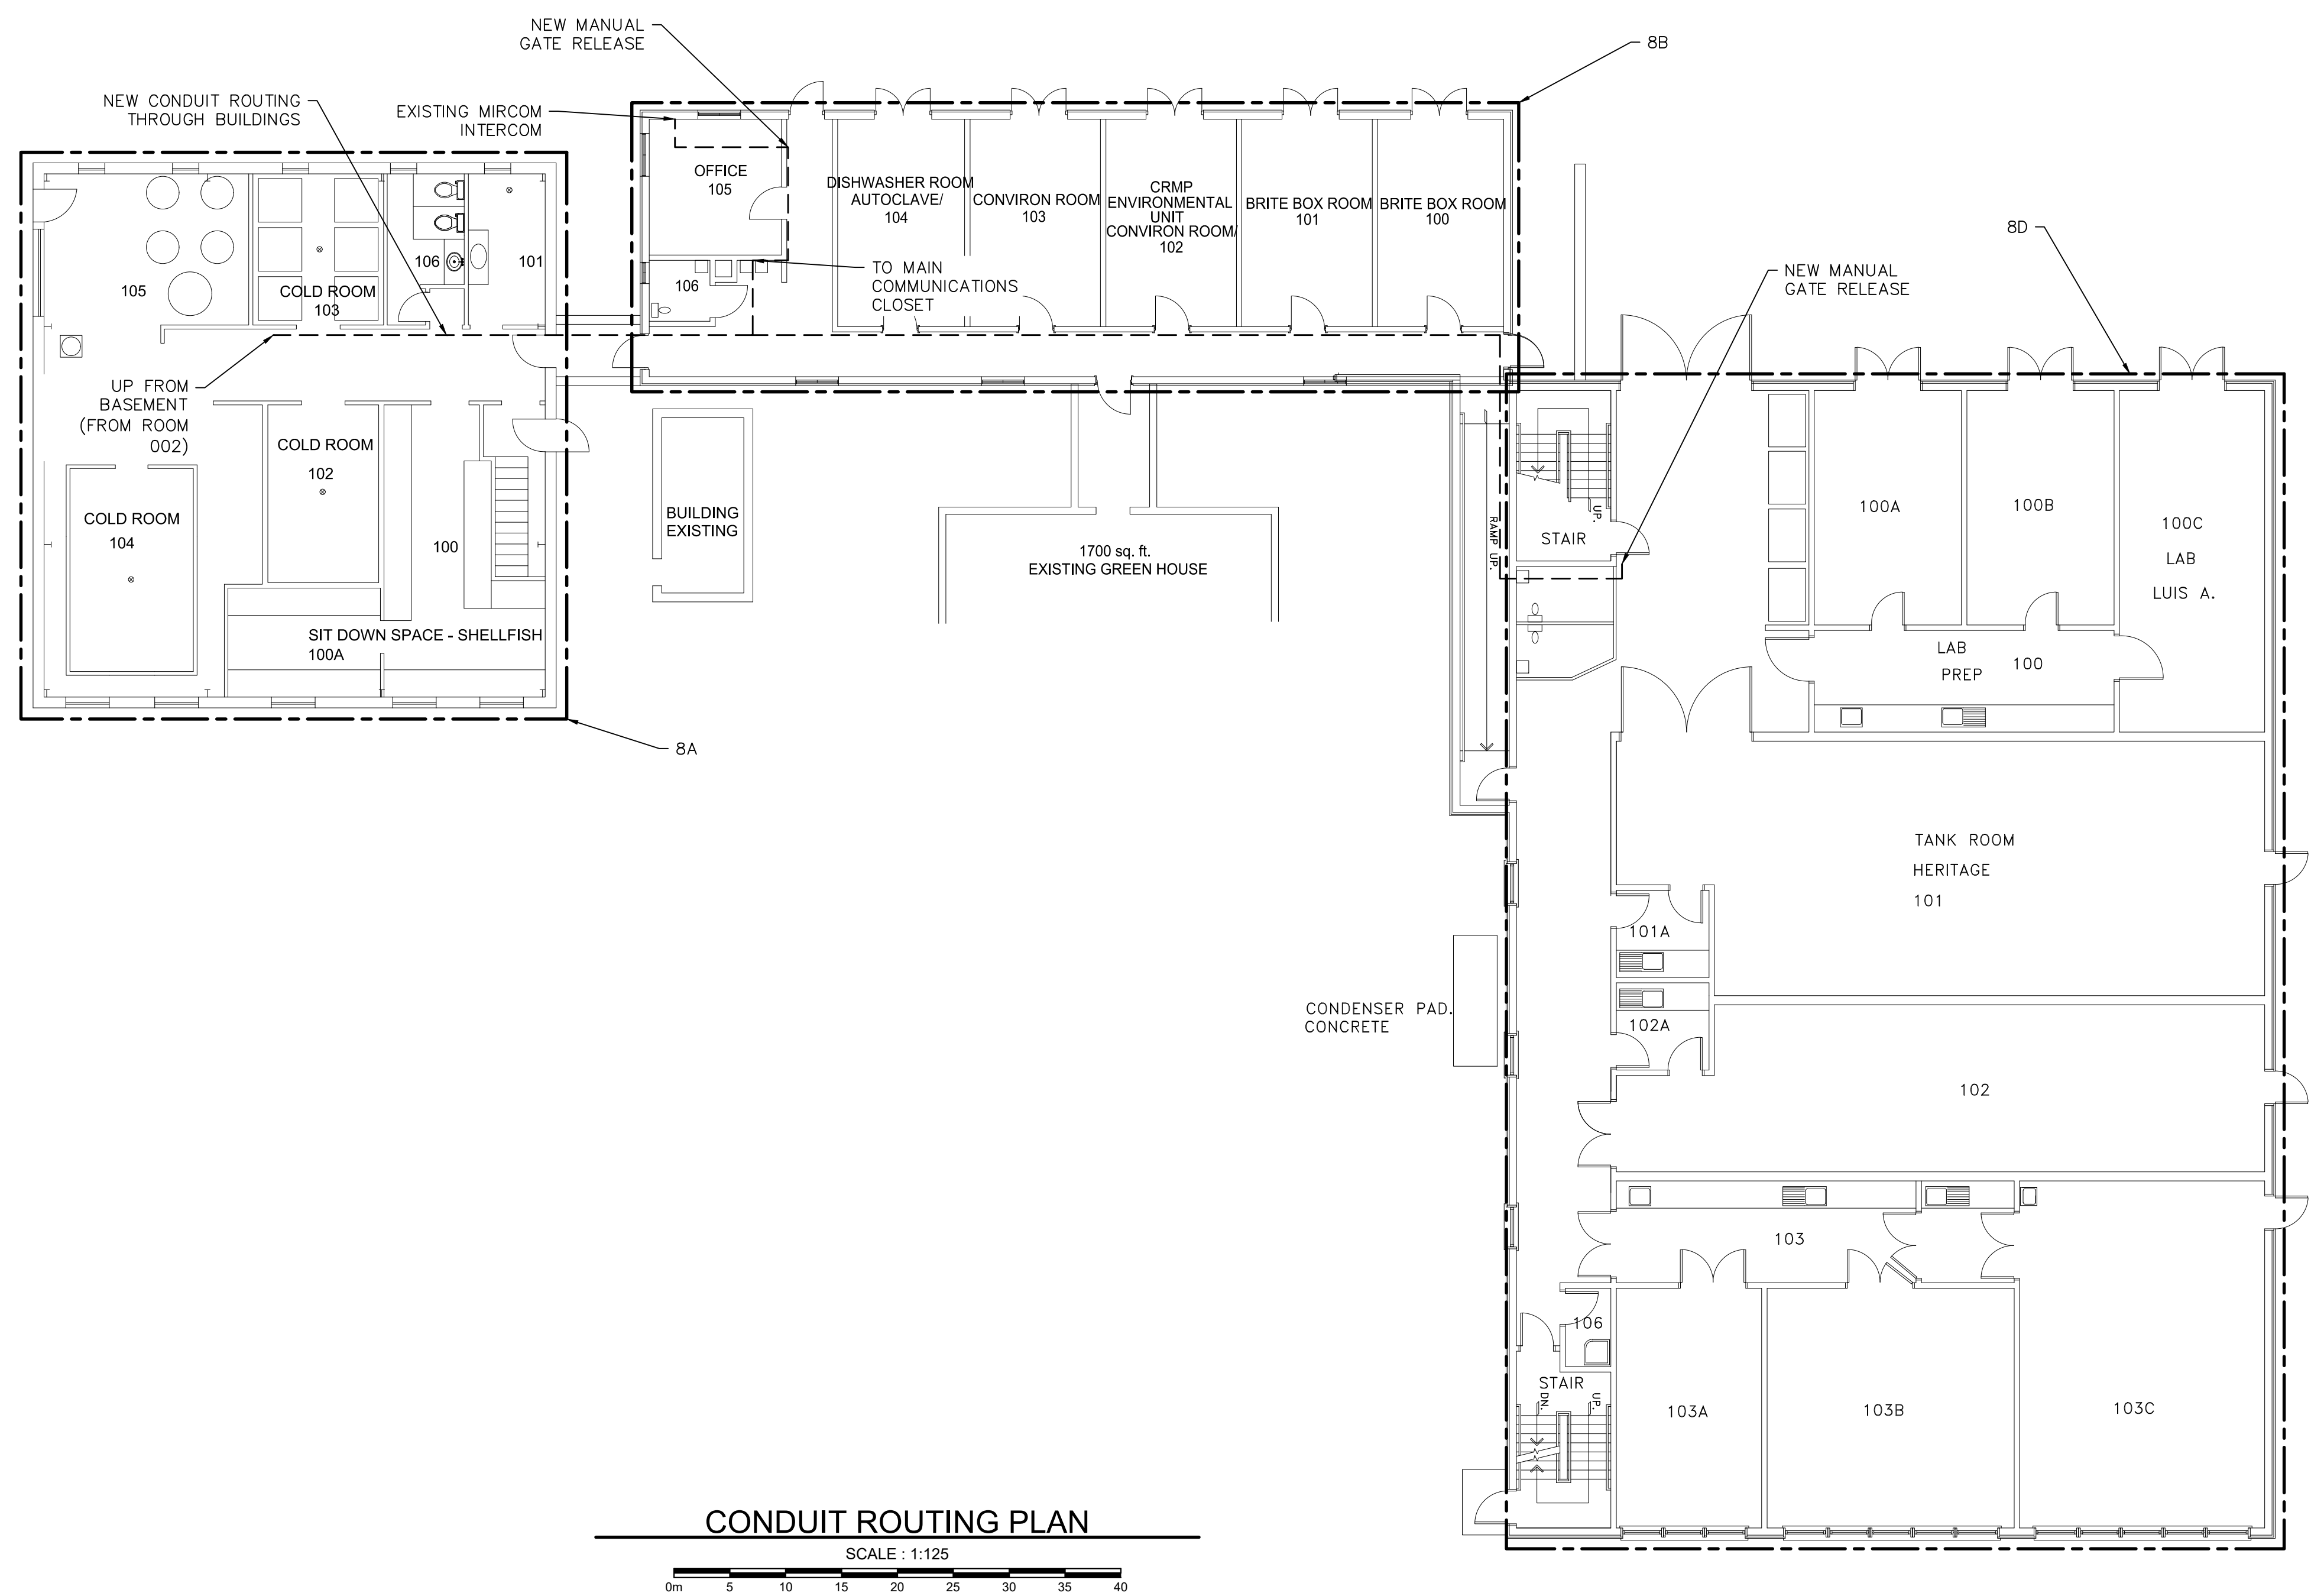 NEW MANUAL
GATE RELEASE
8B
NEW CONDUIT ROUTING
THROUGH BUILDINGS
EXISTING MIRCOM
INTERCOM
OFFICE
105
DISHWASHER ROOM
AUTOCLAVE/
104
CONVIRON ROOM
103
CRMP
ENVIRONMENTAL
UNIT
CONVIRON ROOM/
102
BRITE BOX ROOM
101
BRITE BOX ROOM
100
8D
NEW MANUAL
GATE RELEASE
105
COLD ROOM
103
106
101
106
TO MAIN
COMMUNICATIONS
CLOSET
UP FROM
BASEMENT
(FROM ROOM
002)
COLD ROOM
102
COLD ROOM
104
100
SIT DOWN SPACE - SHELLFISH
100A
8A
BUILDING
EXISTING
1700 sq. ft.
EXISTING GREEN HOUSE
RAMP UP.
UP.
STAIR
100A
100B
100C
LAB
LUIS A.
LAB
PREP
100
TANK ROOM
HERITAGE
101
101A
102A
CONDENSER PAD.
CONCRETE
102
103
106
STAIR
DN.
UP.
103A
103B
103C
CONDUIT ROUTING PLAN
SCALE : 1:125
0m 5 10 15 20 25 30 35 40